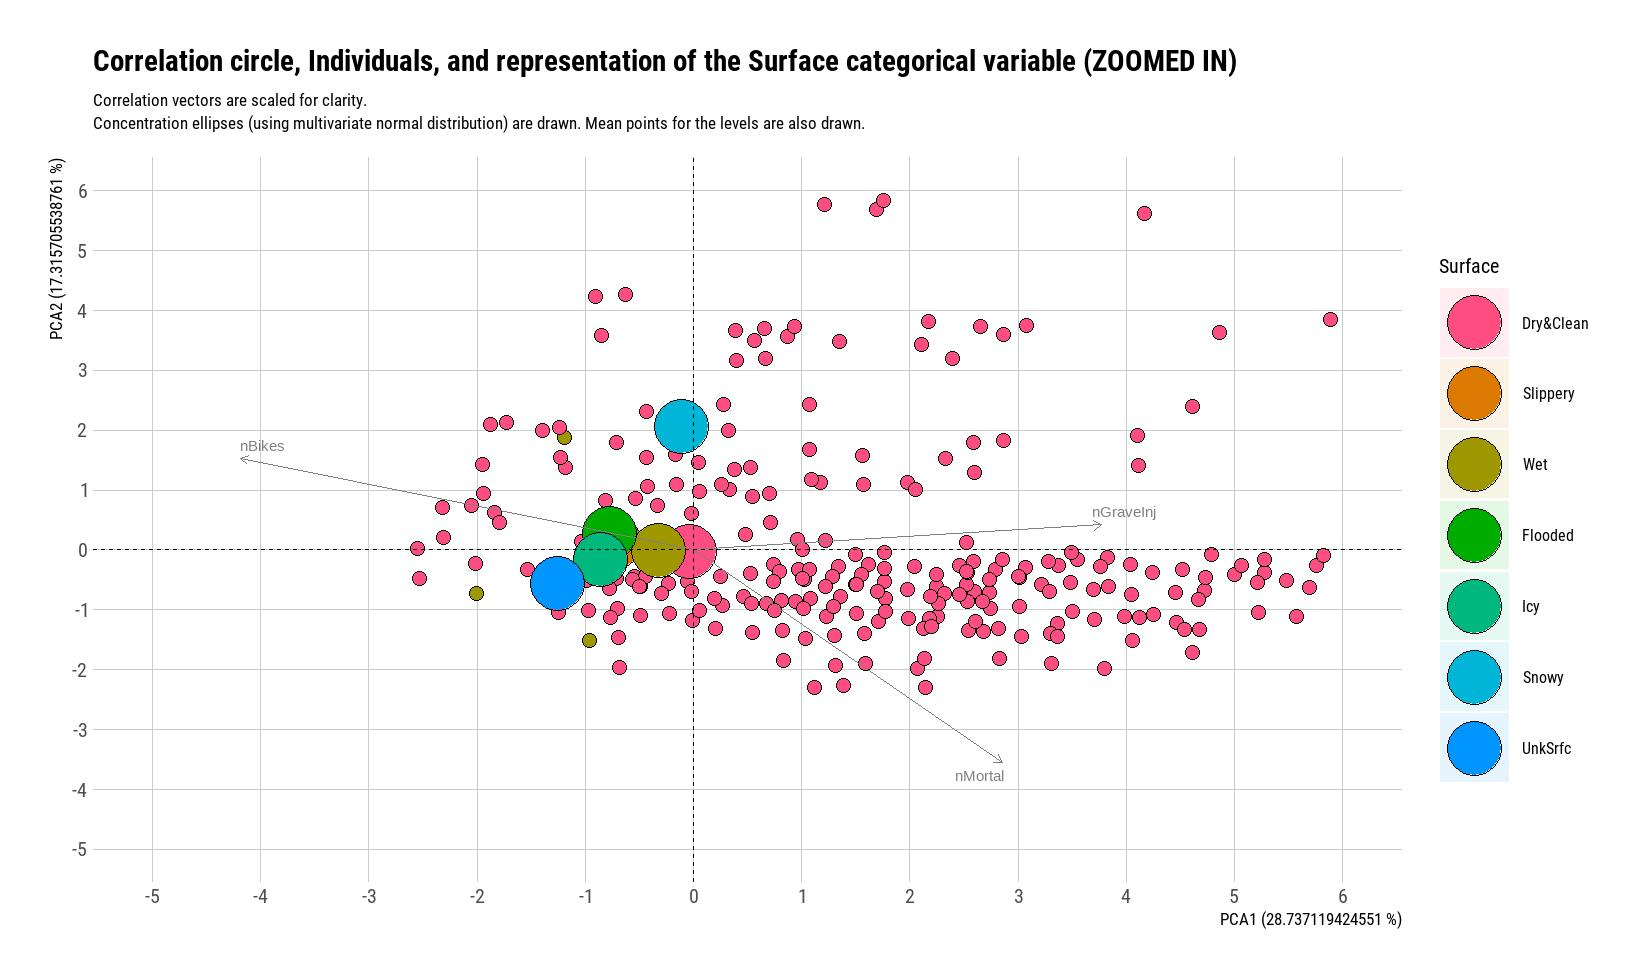 Correlation circle, Individuals, and representation of the Surface categorical variable (ZOOMED IN)
Correlation vectors are scaled for clarity.
Concentration ellipses (using multivariate normal distribution) are drawn. Mean points for the levels are also drawn.
PCA2 (17.315705538761 %)
6
5
4
3
2
1
0
-1
-2
-3
-4
-5
nBikes
nGraveInj
nMortal
-5
-4
-3
-2
-1
0
1
2
3
4
5
6
PCA1 (28.737119424551 %)
Surface
Dry&Clean
Slippery
Wet
Flooded
Icy
Snowy
UnkSrfc